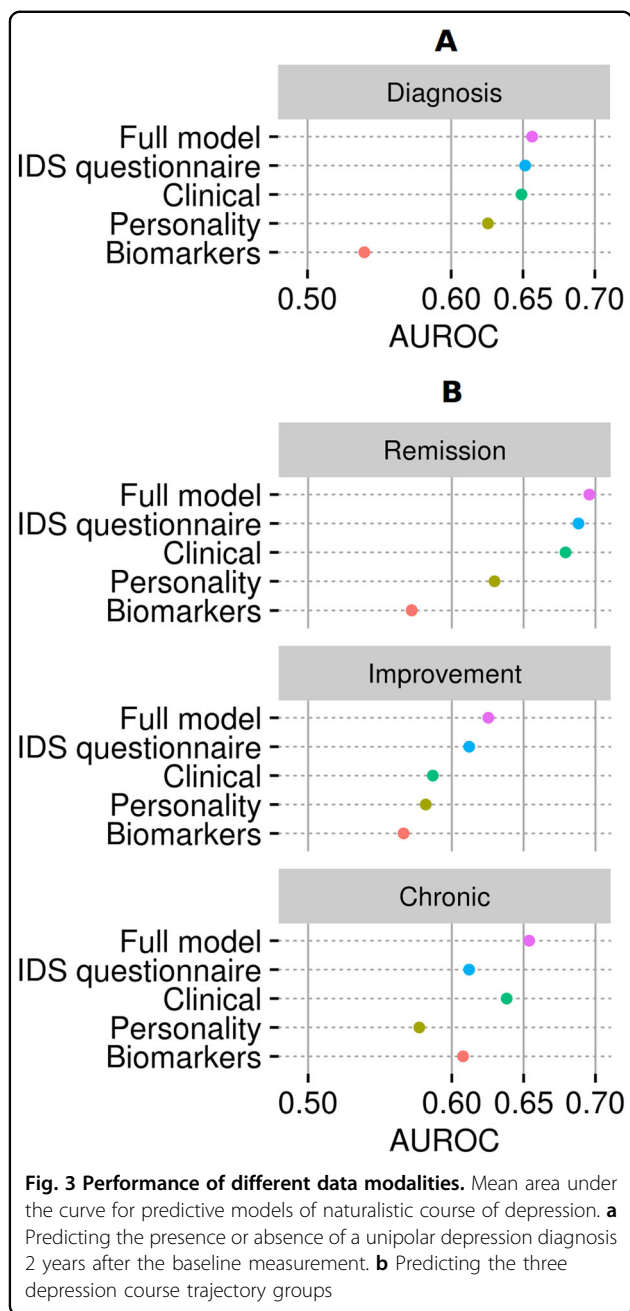 A
Diagnosis
Full model
IDS questionnaire
Clinical
Personality
Biomarkers
0.50 0.60 0.65 0.70
AUROC
B
Remission
Full model
IDS questionnaire
Clinical
Personality
Biomarkers
Improvement
Full model
IDS questionnaire
Clinical
Personality
Biomarkers
Chronic
Full model
IDS questionnaire
Clinical
Personality
Biomarkers
0.50 0.60 0.65 0.70
AUROC
Fig. 3 Performance of different data modalities. Mean area under
the curve for predictive models of naturalistic course of depression. a
Predicting the presence or absence of a unipolar depression diagnosis
2 years after the baseline measurement. b Predicting the three
depression course trajectory groups